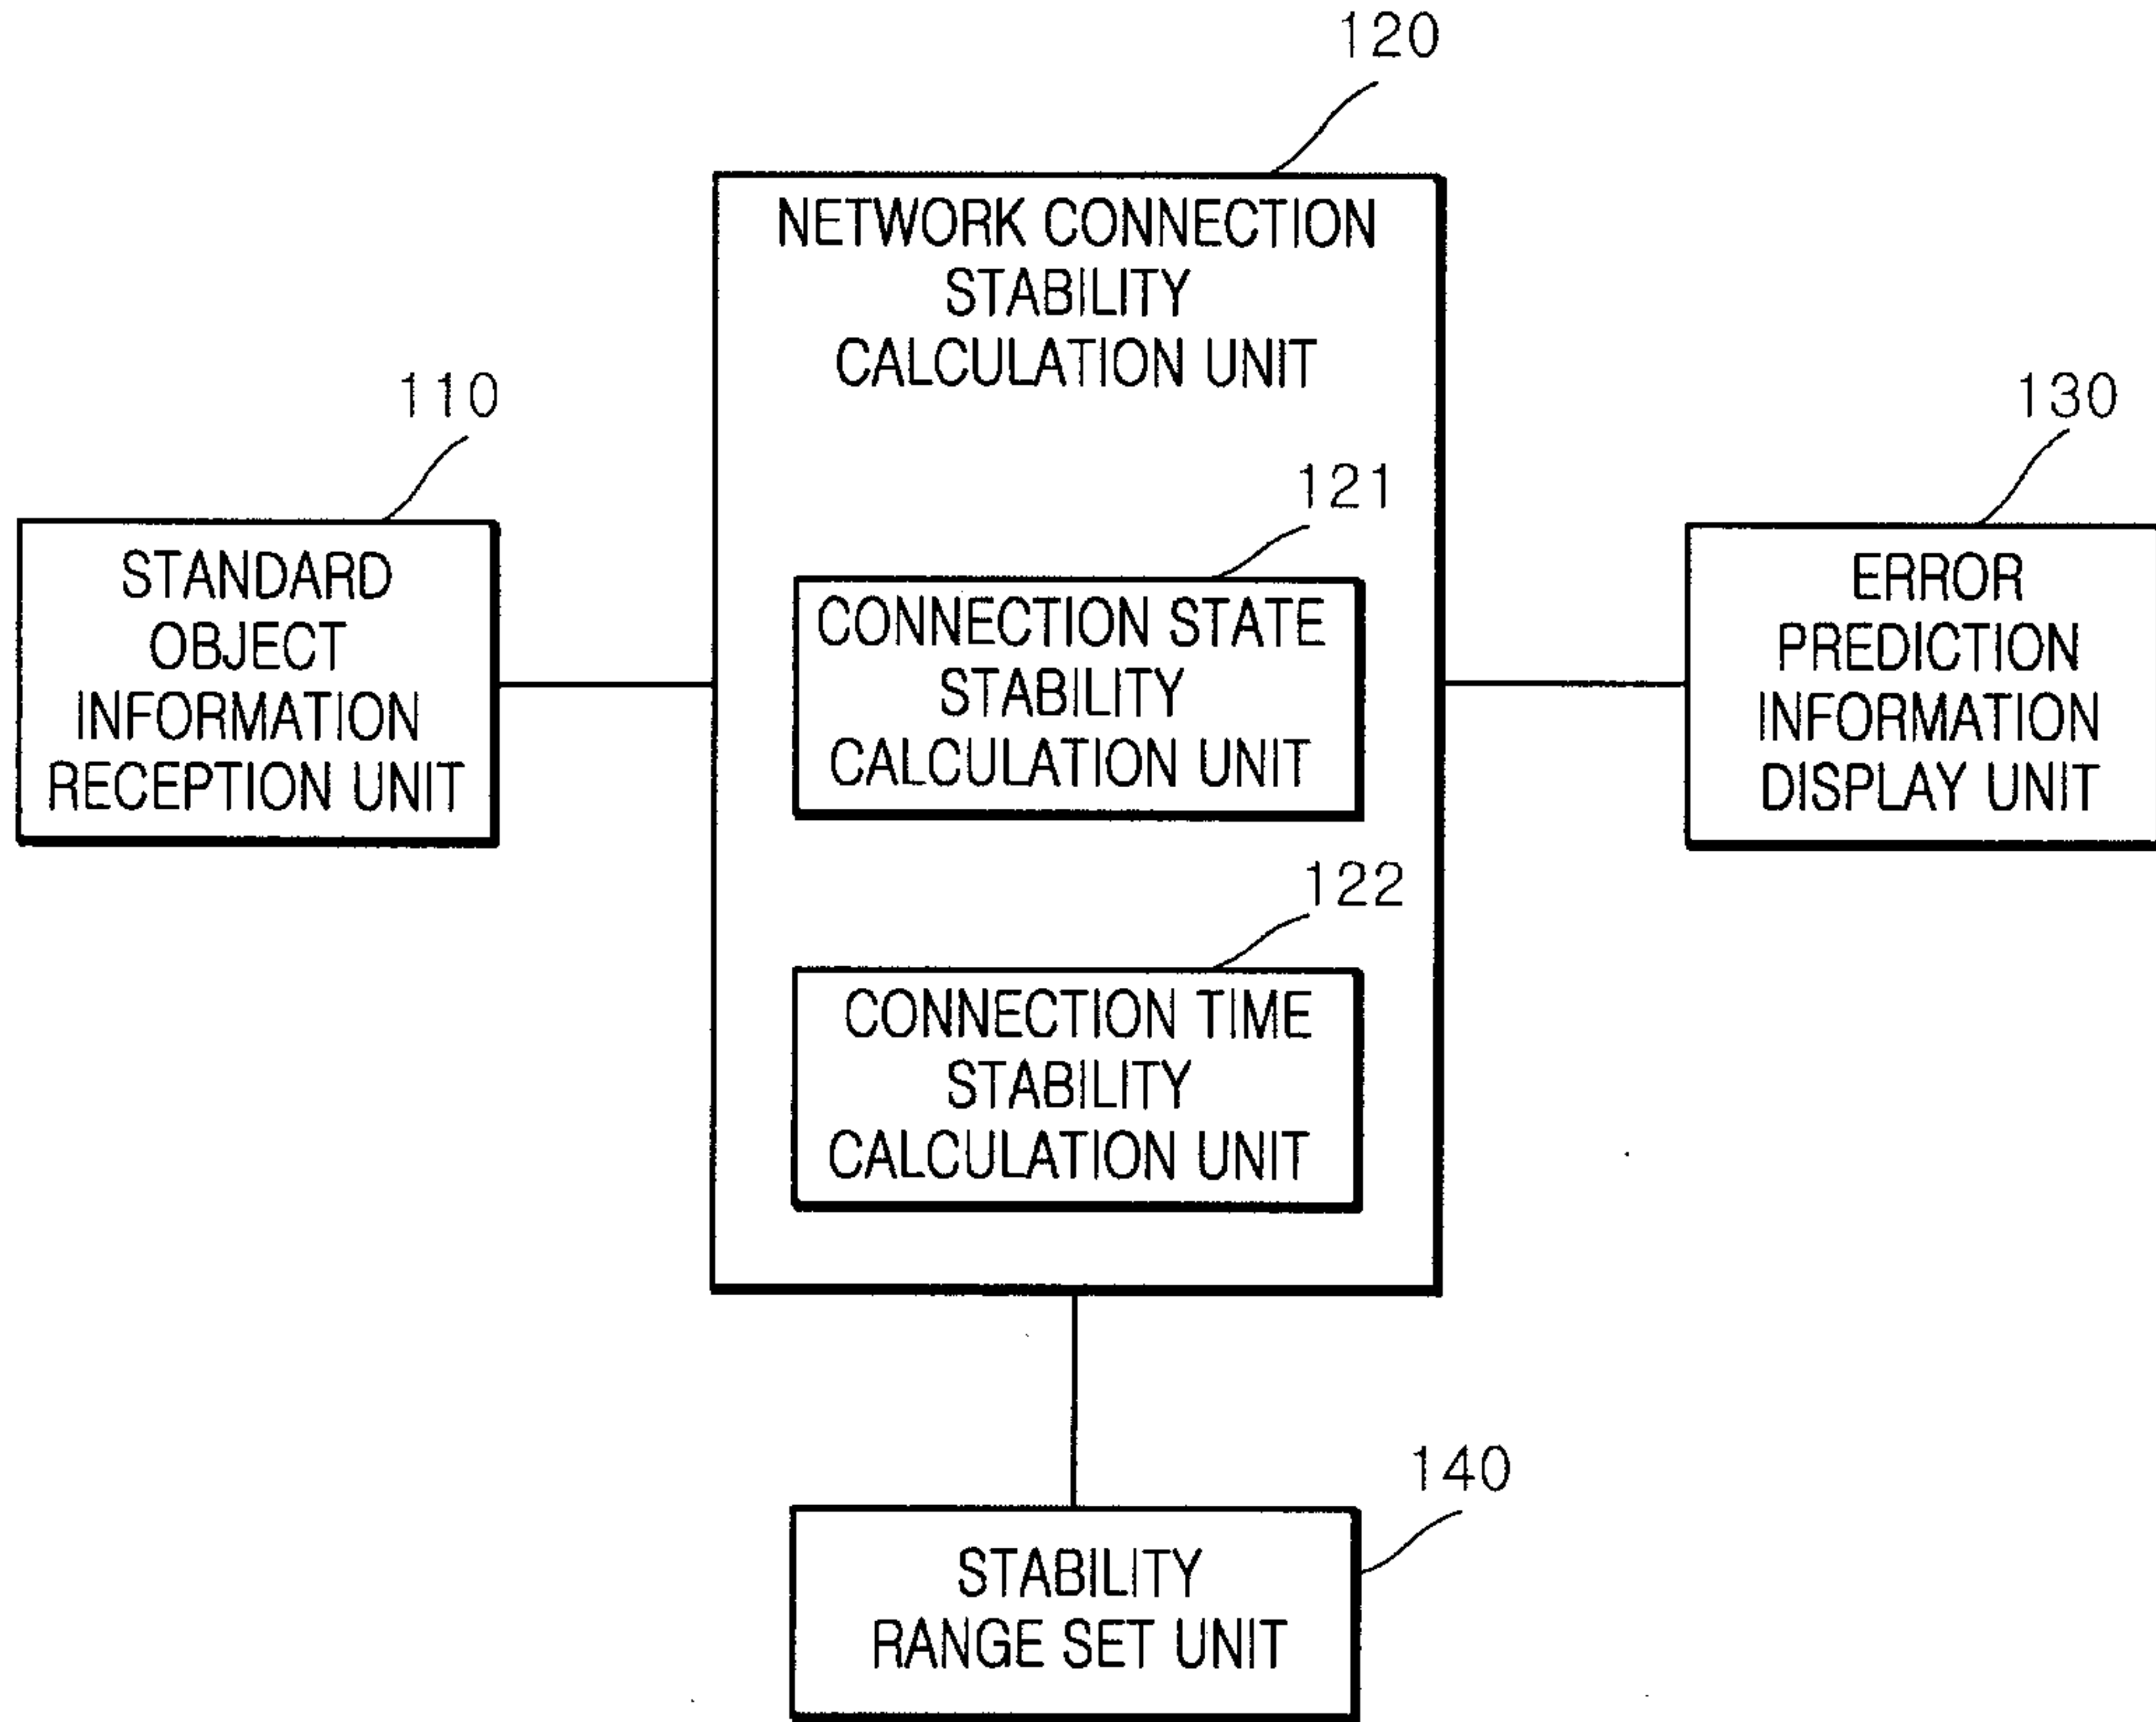 120
NETWORK CONNECTION
STABILITY
CALCULATION UNIT
110
STANDARD
OBJECT
INFORMATION
RECEPTION UNIT
121
CONNECTION STATE
STABILITY
CALCULATION UNIT
122
CONNECTION TIME
STABILITY
CALCULATION UNIT
130
ERROR
PREDICTION
INFORMATION
DISPLAY UNIT
140
STABILITY
RANGE SET UNIT